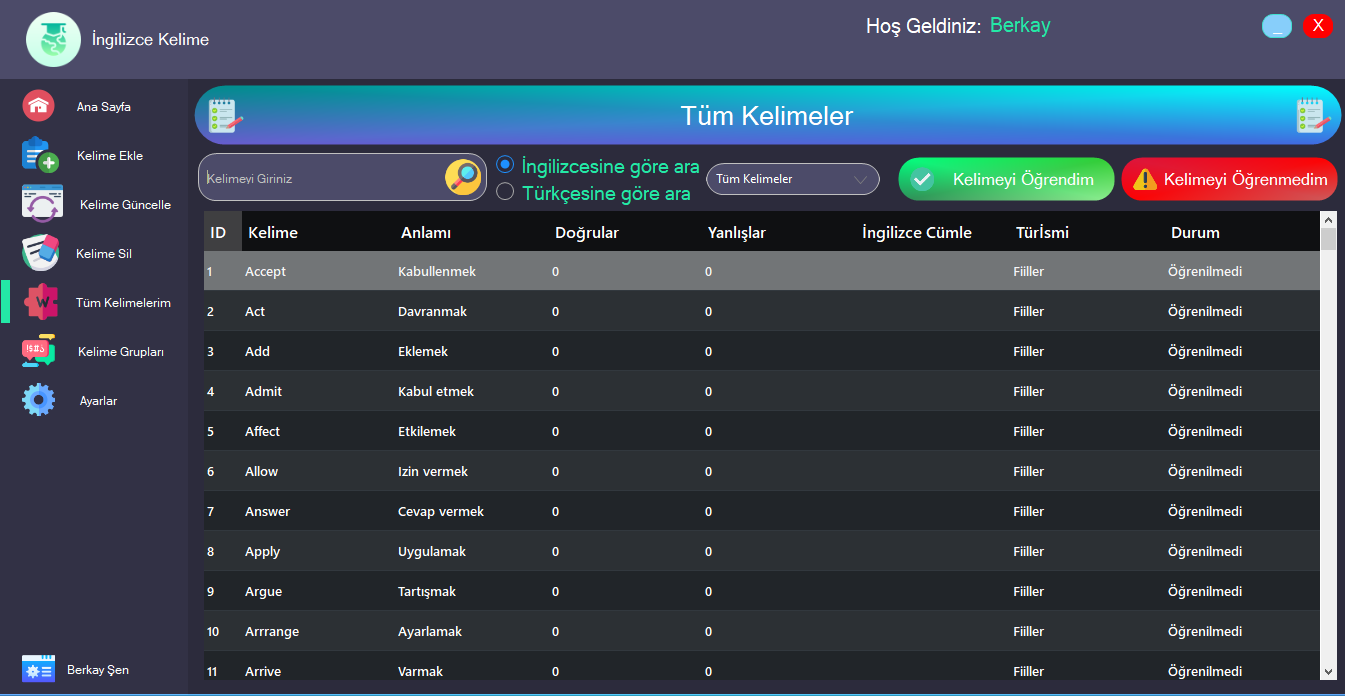 İngilizce Kelime
Hoş Geldiniz: Berkay
_ X
Ana Sayfa
Kelime Ekle
Kelime Güncelle
Kelime Sil
W
Tüm Kelimelerim
Kelime Grupları
Ayarlar
Berkay Şen
Tüm Kelimeler
Kelimeyi Giriniz
İngilizcesine göre ara
Türkçesine göre ara
Tüm Kelimeler
Kelimeyi Öğrendim
Kelimeyi Öğrenmedim
ID Kelime Anlamı Doğrular Yanlışlar İngilizce Cümle Türİsmi Durum
1 Accept Kabullenmek 0 0 Fiiller Öğrenilmedi
2 Act Davranmak 0 0 Fiiller Öğrenilmedi
3 Add Eklemek 0 0 Fiiller Öğrenilmedi
4 Admit Kabul etmek 0 0 Fiiller Öğrenilmedi
5 Affect Etkilemek 0 0 Fiiller Öğrenilmedi
6 Allow Izin vermek 0 0 Fiiller Öğrenilmedi
7 Answer Cevap vermek 0 0 Fiiller Öğrenilmedi
8 Apply Uygulamak 0 0 Fiiller Öğrenilmedi
9 Argue Tartışmak 0 0 Fiiller Öğrenilmedi
10 Arrrange Ayarlamak 0 0 Fiiller Öğrenilmedi
11 Arrive Varmak 0 0 Fiiller Öğrenilmedi